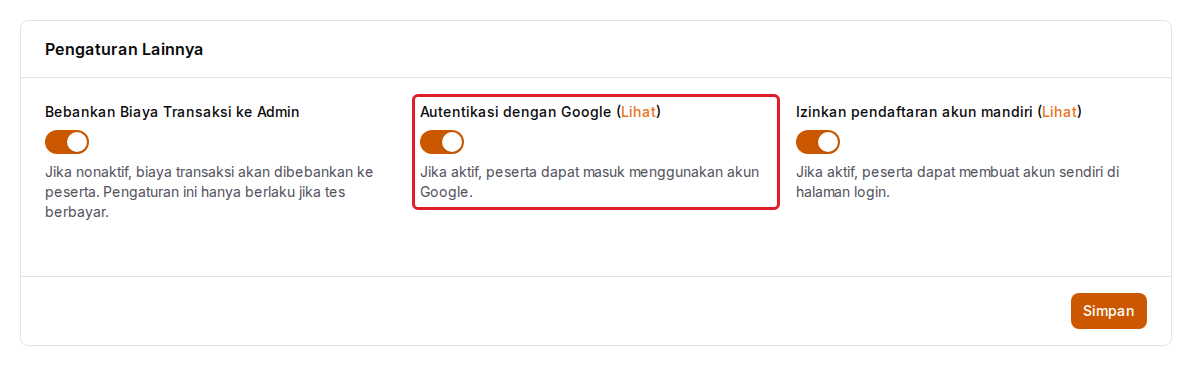 Pengaturan Lainnya
Bebankan Biaya Transaksi ke Admin
Jika nonaktif, biaya transaksi akan dibebankan ke
peserta. Pengaturan ini hanya berlaku jika tes
berbayar.
Autentikasi dengan Google (Lihat)
Jika aktif, peserta dapat masuk menggunakan akun
Google.
Izinkan pendaftaran akun mandiri (Lihat)
Jika aktif, peserta dapat membuat akun sendiri di
halaman login.
Simpan